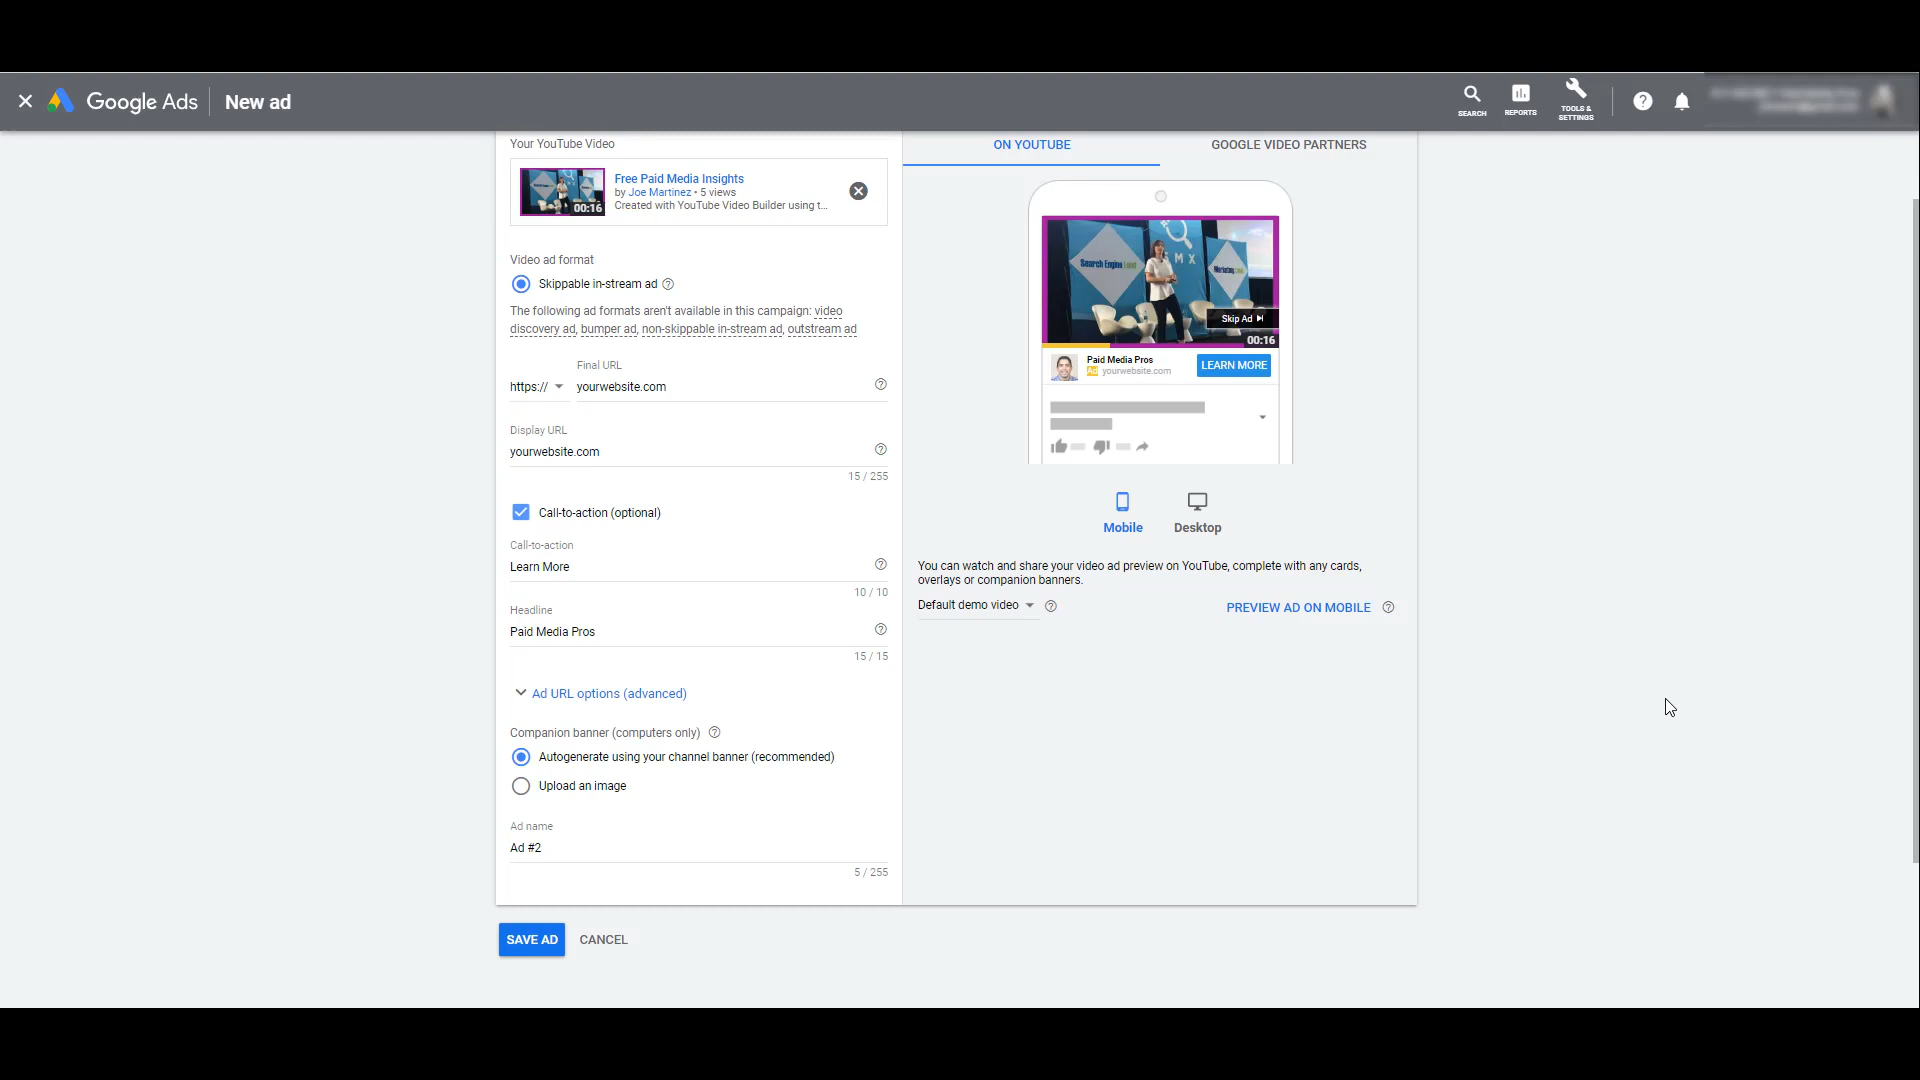 Google Ads
New ad
SEARCH
REPORTS
TOOLS &
SETTINGS
Your YouTube Video
Free Paid Media Insights
by Joe Martinez • 5 views
Created with YouTube Video Builder using t...
00:16
Video ad format
Skippable in-stream ad
The following ad formats aren't available in this campaign: video
discovery ad, bumper ad, non-skippable in-stream ad, outstream ad
Final URL
https://
yourwebsite.com
Display URL
yourwebsite.com
15 / 255
Call-to-action (optional)
Call-to-action
Learn More
10 / 10
Headline
Paid Media Pros
15 / 15
Ad URL options (advanced)
Companion banner (computers only)
Autogenerate using your channel banner (recommended)
Upload an image
Ad name
Ad #2
5 / 255
SAVE AD
CANCEL
ON YOUTUBE
GOOGLE VIDEO PARTNERS
Search Engine Land
SMX
Marketing Land
Skip Ad
00:16
Paid Media Pros
Ad yourwebsite.com
LEARN MORE
Mobile
Desktop
You can watch and share your video ad preview on YouTube, complete with any cards,
overlays or companion banners.
Default demo video
PREVIEW AD ON MOBILE